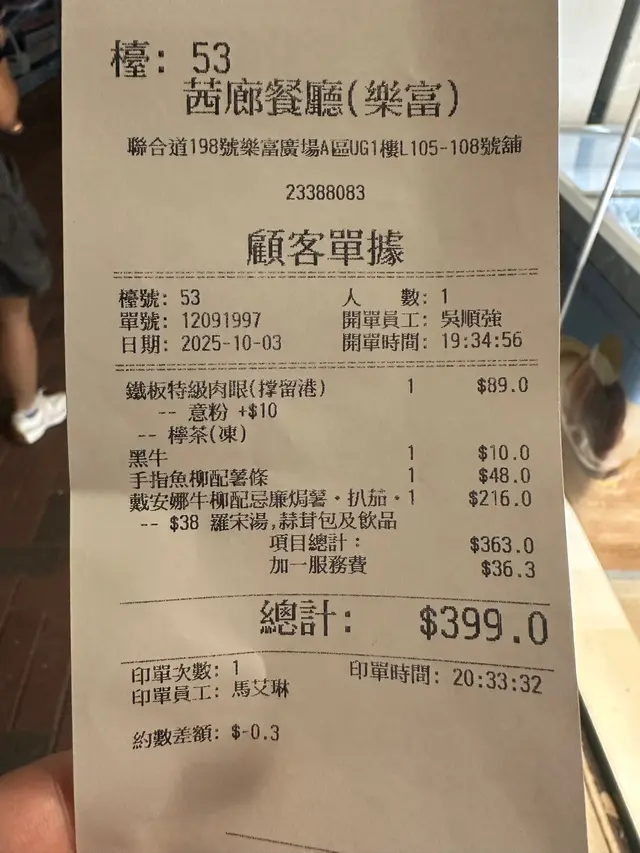 檯: 53
茜廊餐廳(樂富)
聯合道198號樂富廣場A區UG1樓L105-108號舖
23388083
顧客單據
檯號: 53 人 數: 1
單號: 12091997 開單員工: 吳順強
日期: 2025-10-03 開單時間: 19:34:56
鐵板特級肉眼(撐留港) 1 $89.0
-- 意粉 +$10
-- 檸茶(凍)
黑牛 1 $10.0
手指魚柳配薯條 1 $48.0
戴安娜牛柳配忌廉焗薯。扒茄。1 $216.0
-- $38 羅宋湯,蒜茸包及飲品
項目總計: $363.0
加一服務費 $36.3
總計: $399.0
印單次數: 1 印單時間: 20:33:32
印單員工: 馬艾琳
約數差額: $-0.3